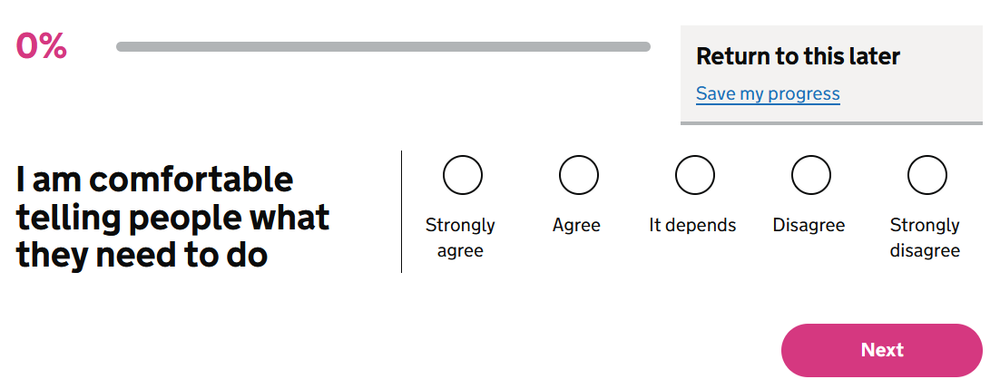 0%
Return to this later
Save my progress
I am comfortable
telling people what
they need to do
Strongly
agree
Agree
It depends
Disagree
Strongly
disagree
Next